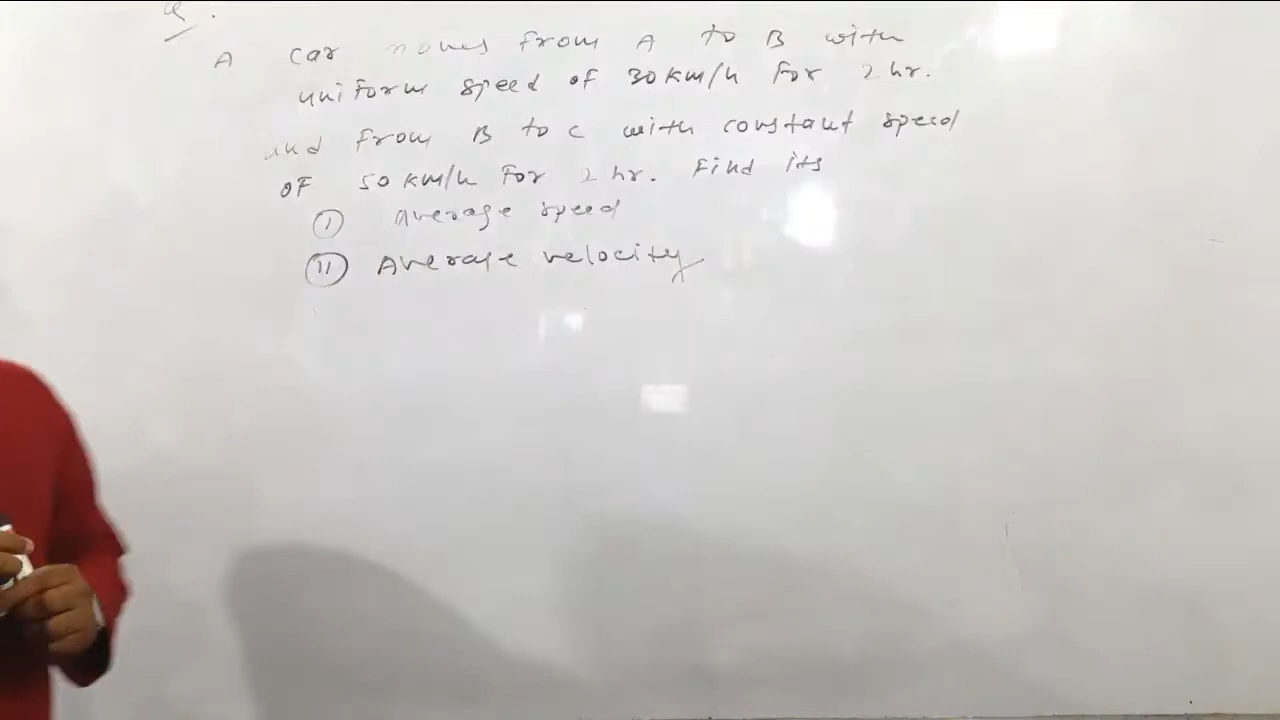 Q.
A car moves from A to B with
uniform speed of 30 km/h for 2 hr.
and from B to C with constant speed
of 50 km/h for 2 hr. Find its
(I) average speed
(II) Average velocity